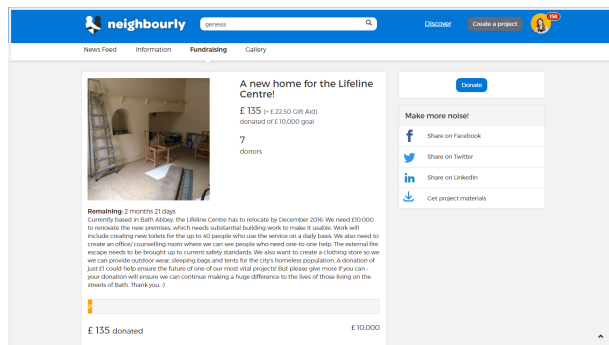 neighbourly
genesis
Discover
Create a project
158
News Feed
Information
Fundraising
Gallery
A new home for the Lifeline
Centre!
£ 135 (+ £ 22.50 Gift Aid)
donated of £ 10,000 goal
7
donors
Donate
Make more noise!
Share on Facebook
Share on Twitter
Share on LinkedIn
Get project materials
Remaining: 2 months 21 days
Currently based in Bath Abbey, the Lifeline Centre has to relocate by December 2016. We need £10,000
to renovate the new premises, which needs substantial building work to make it usable. Work will
include creating new toilets for the up to 40 people who use the service on a daily basis. We also need to
create an office/ counselling room where we can see people who need one-to-one help. The external fire
escape needs to be brought up to current safety standards. We also want to create a clothing store so we
we can provide outdoor wear, sleeping bags and tents for the city's homeless population. A donation of
just £1 could help ensure the future of one of our most vital projects! But please give more if you can -
your donation will ensure we can continue making a huge difference to the lives of those living on the
streets of Bath. Thank you. :)
£ 135 donated
£ 10,000